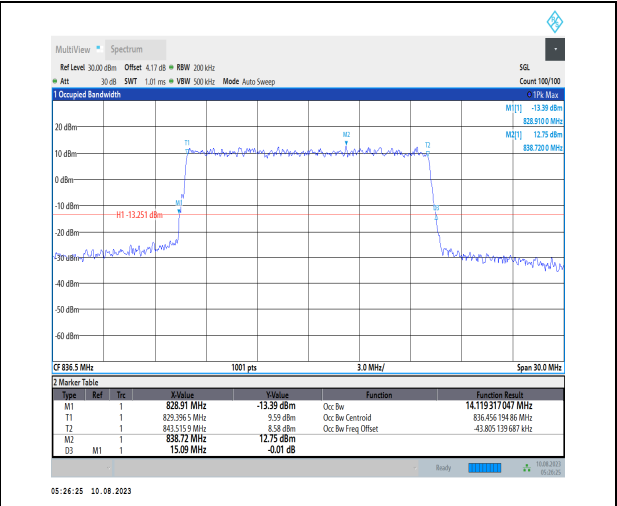 MultiView Spectrum
Ref Level 30.00 dBm Offset 4.17 dB RBW 200 kHz SGL
Att 30 dB SWT 1.01 ms VBW 500 kHz Mode Auto Sweep Count 100/100
1 Occupied Bandwidth 1Pk Max
M1[1] -13.39 dBm
828.910 0 MHz
M2[1] 12.75 dBm
838.720 0 MHz
20 dBm
M2
T1
T2
10 dBm
0 dBm
-10 dBm
M1
D3
H1 -13.251 dBm
-20 dBm
-30 dBm
-40 dBm
-50 dBm
-60 dBm
CF 836.5 MHz 1001 pts 3.0 MHz/ Span 30.0 MHz
2 Marker Table
Type Ref Trc X-Value Y-Value Function Function Result
M1 1 828.91 MHz -13.39 dBm Occ Bw 14.119 317 047 MHz
T1 1 829.396 5 MHz 9.59 dBm Occ Bw Centroid 836.456 194 86 MHz
T2 1 843.515 9 MHz 8.58 dBm Occ Bw Freq Offset -43.805 139 687 kHz
M2 1 838.72 MHz 12.75 dBm
D3 M1 1 15.09 MHz -0.01 dB
Ready 10.08.2023
05:26:25
05:26:25 10.08.2023